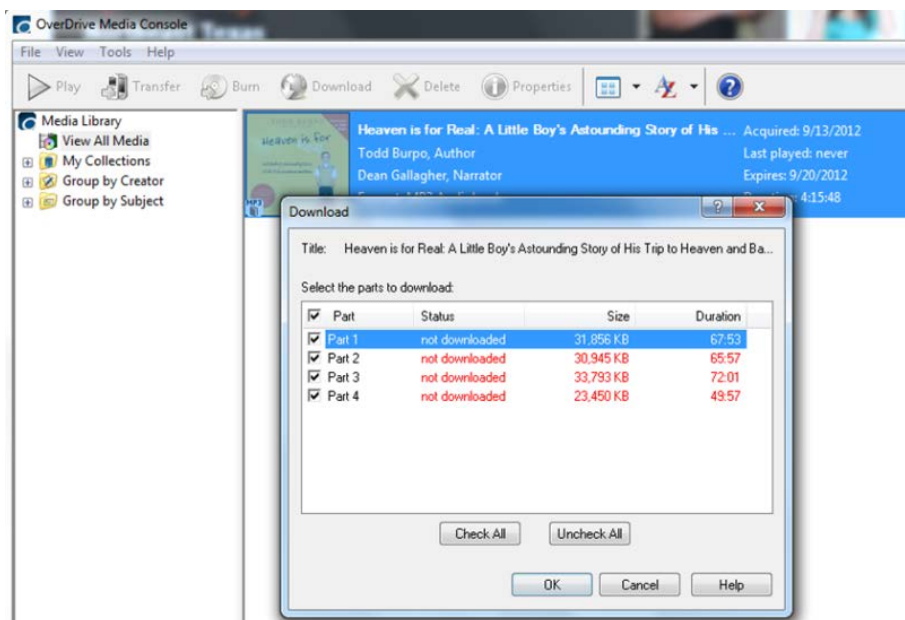 OverDrive Media Console
File View Tools Help
Play Transfer Burn Download Delete Properties
Media Library
View All Media
My Collections
Group by Creator
Group by Subject
Heaven is for
MP3
Heaven is for Real: A Little Boy's Astounding Story of His ... Acquired: 9/13/2012
Todd Burpo, Author Last played: never
Dean Gallagher, Narrator Expires: 9/20/2012
4:15:48
Download
Title: Heaven is for Real: A Little Boy's Astounding Story of His Trip to Heaven and Ba...
Select the parts to download:
Part Status Size Duration
Part 1 not downloaded 31,856 KB 67:53
Part 2 not downloaded 30,945 KB 65:57
Part 3 not downloaded 33,793 KB 72:01
Part 4 not downloaded 23,450 KB 49:57
Check All Uncheck All
OK Cancel Help